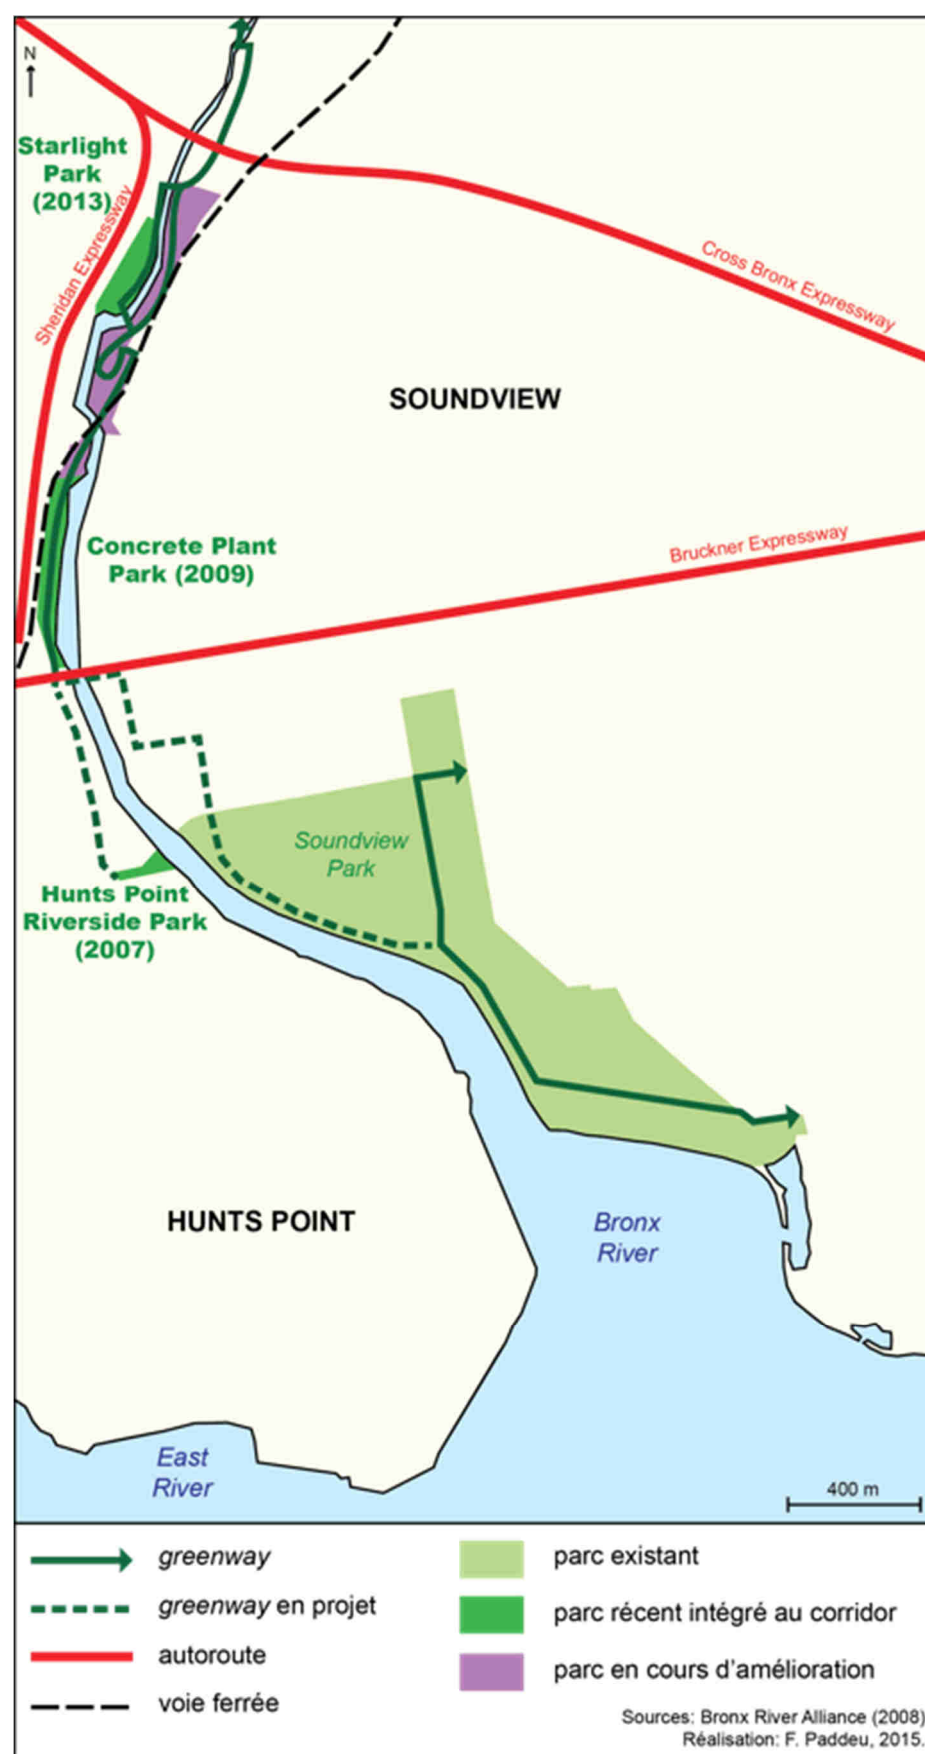 N
Starlight
Park
(2013)
Sheridan Expressway
Cross Bronx Expressway
SOUNDVIEW
Concrete Plant
Park (2009)
Bruckner Expressway
Soundview
Park
Hunts Point
Riverside Park
(2007)
HUNTS POINT
Bronx
River
East
River
400 m
greenway
greenway en projet
autoroute
voie ferrée
parc existant
parc récent intégré au corridor
parc en cours d'amélioration
Sources: Bronx River Alliance (2008)
Réalisation: F. Paddeu, 2015.